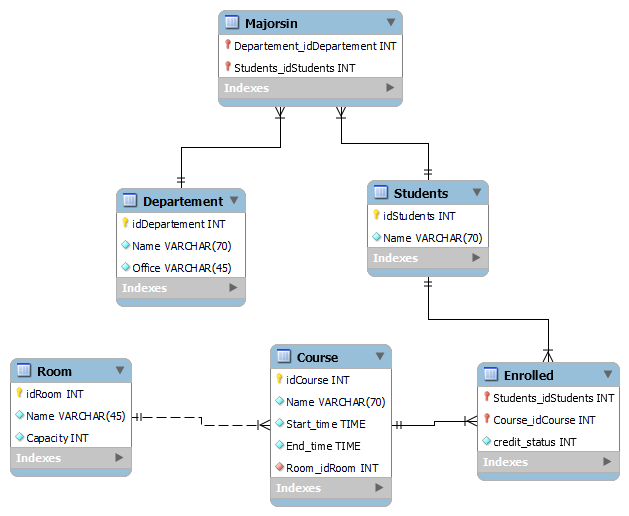 Majorsin
Departement_idDepartement INT
Students_idStudents INT
Indexes
Departement
idDepartement INT
Name VARCHAR(70)
Office VARCHAR(45)
Indexes
Students
idStudents INT
Name VARCHAR(70)
Indexes
Room
idRoom INT
Name VARCHAR(45)
Capacity INT
Indexes
Course
idCourse INT
Name VARCHAR(70)
Start_time TIME
End_time TIME
Room_idRoom INT
Indexes
Enrolled
Students_idStudents INT
Course_idCourse INT
credit_status INT
Indexes